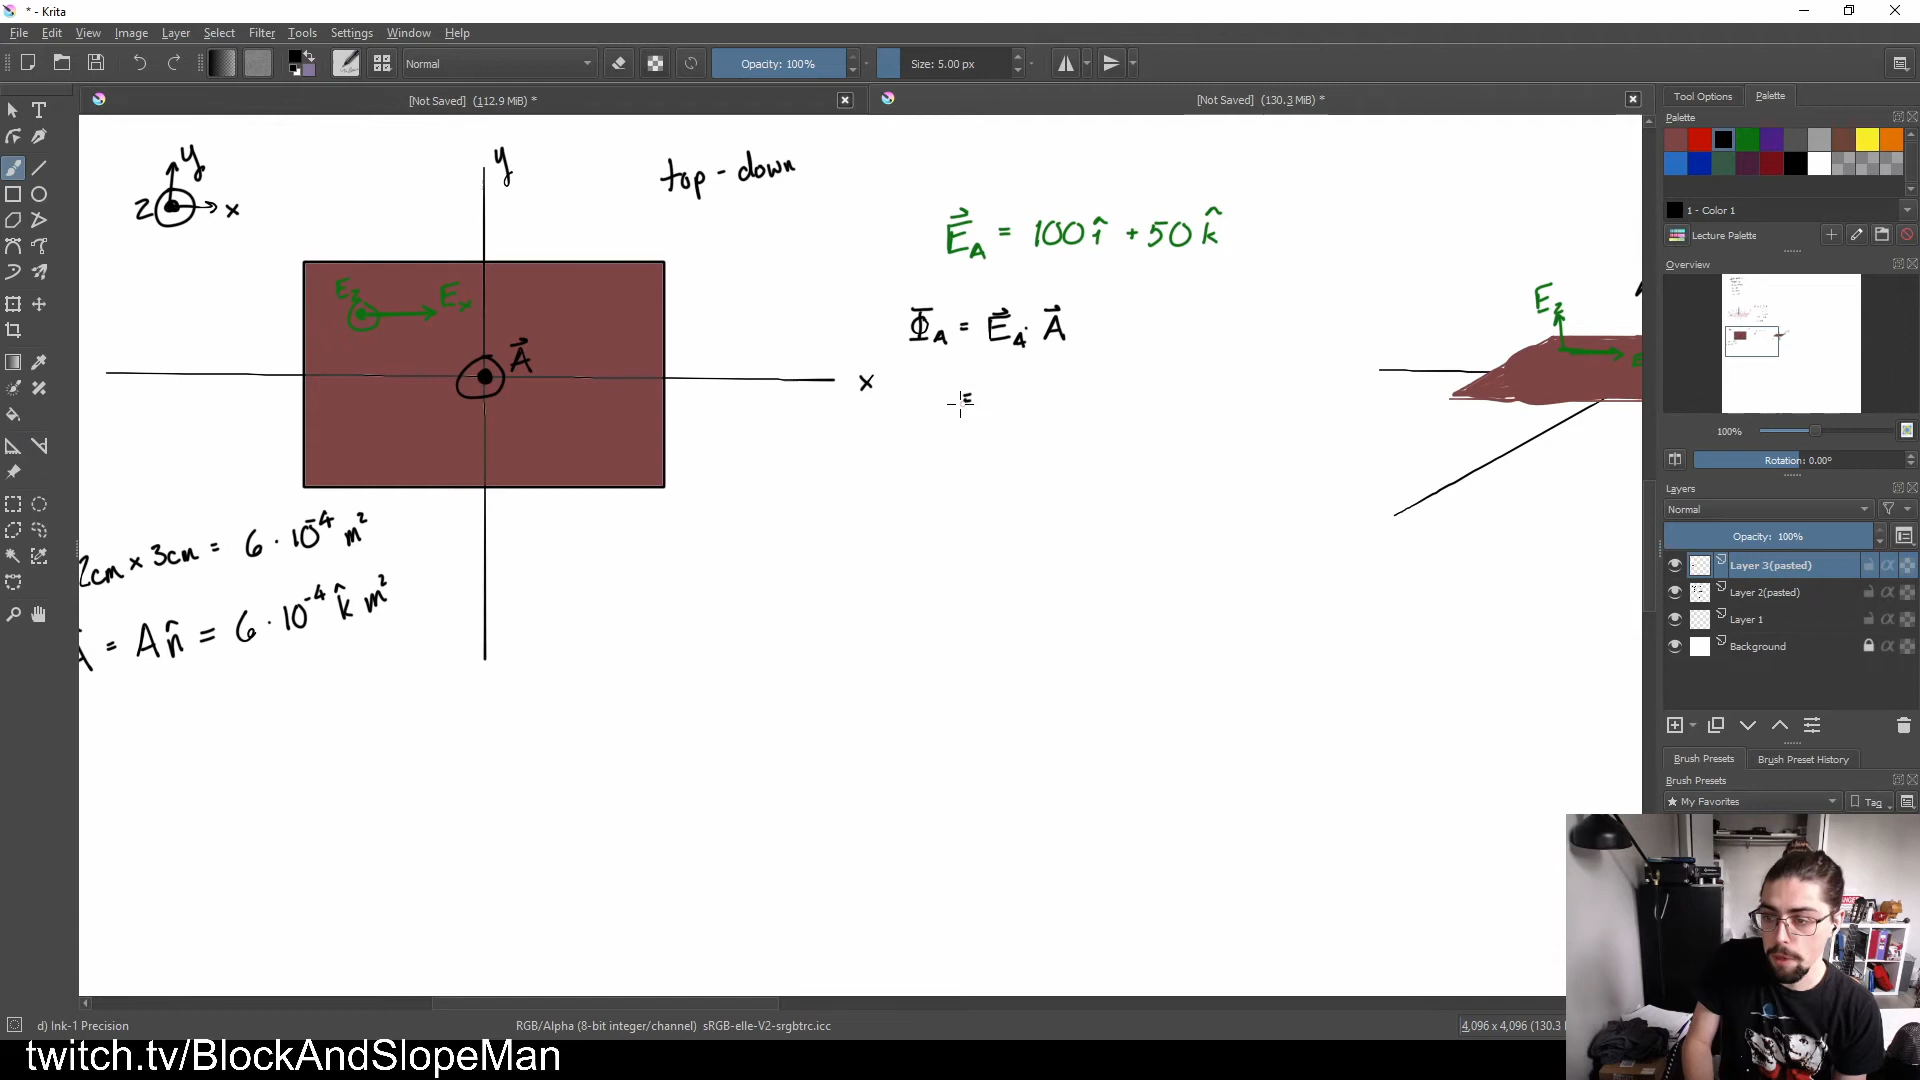 * - Krita
File Edit View Image Layer Select Filter Tools Settings Window Help
Normal
Opacity: 100%
Size: 5.00 px
[Not Saved] (112.9 MiB) *
[Not Saved] (130.3 MiB) *
Tool Options
Palette
Palette
1 - Color 1
Lecture Palette
Overview
100%
Rotation: 0.00°
Layers
Normal
Opacity: 100%
Layer 3(pasted)
Layer 2(pasted)
Layer 1
Background
Brush Presets
Brush Preset History
Brush Presets
★ My Favorites
Tag
y
z
x
y
top - down
E_z
E_x
A⃗
x
2cm × 3cm = 6 · 10⁻⁴ m²
= A n̂ = 6 · 10⁻⁴ k̂ m²
E⃗_A = 100 î + 50 k̂
Φ_A = E⃗_A · A⃗
=
E_z
d) Ink-1 Precision
RGB/Alpha (8-bit integer/channel) sRGB-elle-V2-srgbtrc.icc
4,096 x 4,096 (130.3
twitch.tv/BlockAndSlopeMan